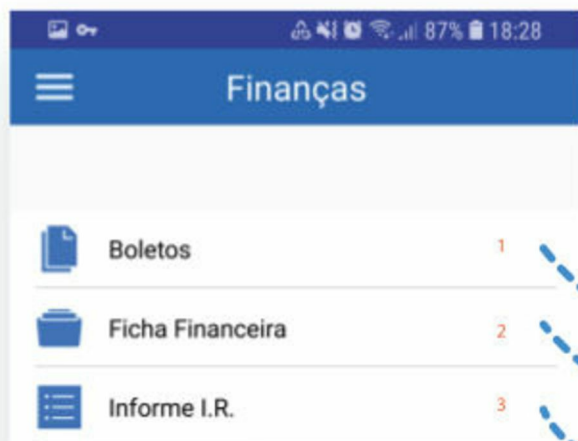 87% 18:28
Finanças
Boletos 1
Ficha Financeira 2
Informe I.R. 3